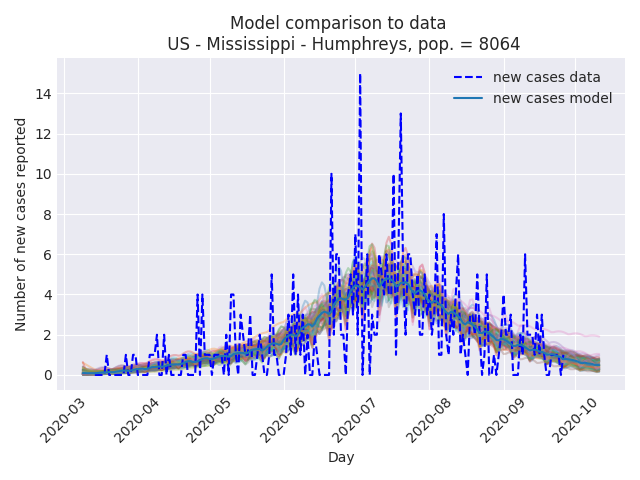 Model comparison to data
US - Mississippi - Humphreys, pop. = 8064
new cases data
new cases model
Number of new cases reported
14
12
10
8
6
4
2
0
2020-03
2020-04
2020-05
2020-06
2020-07
2020-08
2020-09
2020-10
Day